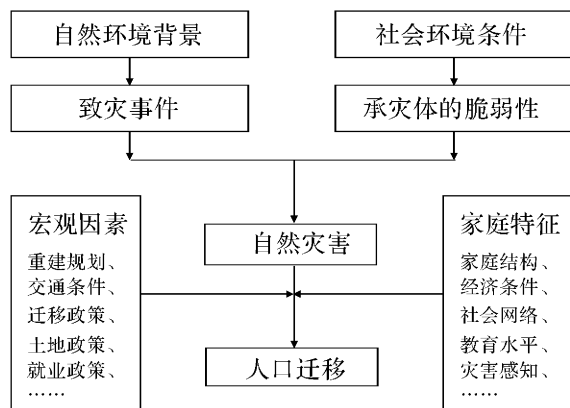 自然环境背景
社会环境条件
致灾事件
承灾体的脆弱性
宏观因素
重建规划、
交通条件、
迁移政策、
土地政策、
就业政策、
……
自然灾害
人口迁移
家庭特征
家庭结构、
经济条件、
社会网络、
教育水平、
灾害感知、
……